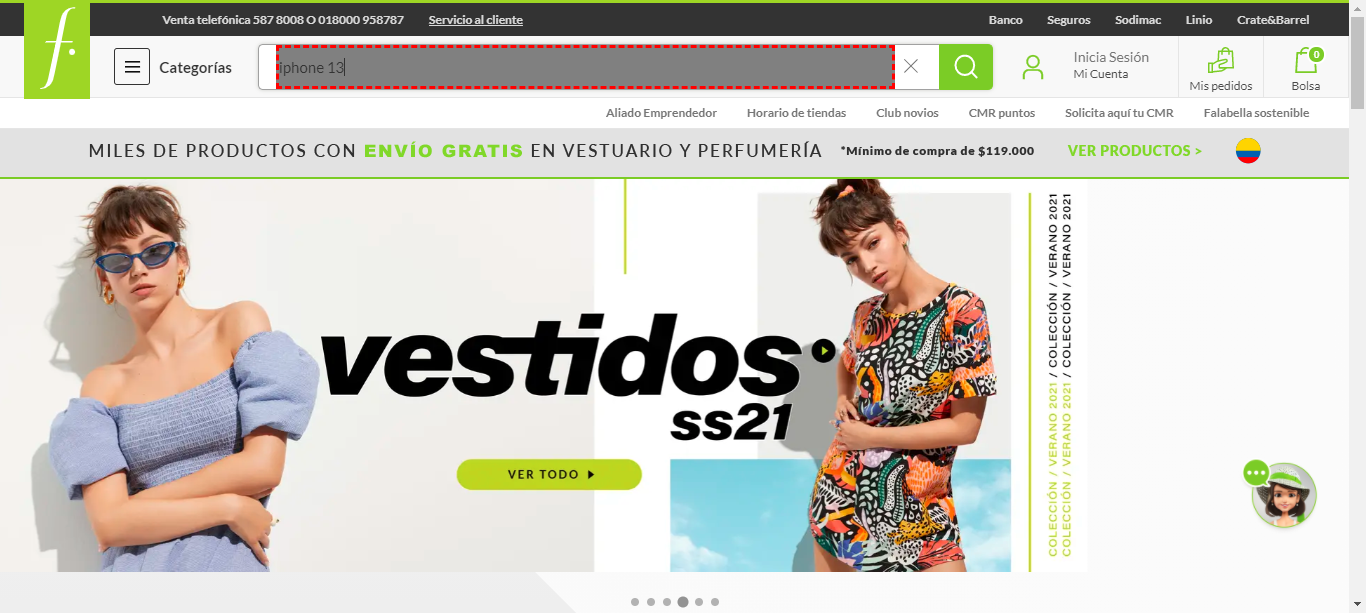 Venta telefónica 587 8008 O 018000 958787 Servicio al cliente Banco Seguros Sodimac Linio Crate&Barrel
f.
Categorías
iphone 13
Inicia Sesión
Mi Cuenta
Mis pedidos
0
Bolsa
Aliado Emprendedor Horario de tiendas Club novios CMR puntos Solicita aquí tu CMR Falabella sostenible
MILES DE PRODUCTOS CON ENVÍO GRATIS EN VESTUARIO Y PERFUMERÍA *Mínimo de compra de $119.000 VER PRODUCTOS >
vestidos
ss21
VER TODO
COLECCIÓN / VERANO 2021 / COLECCIÓN / VERANO 2021
COLECCIÓN / VERANO 2021 / COLECCIÓN / VERANO 2021